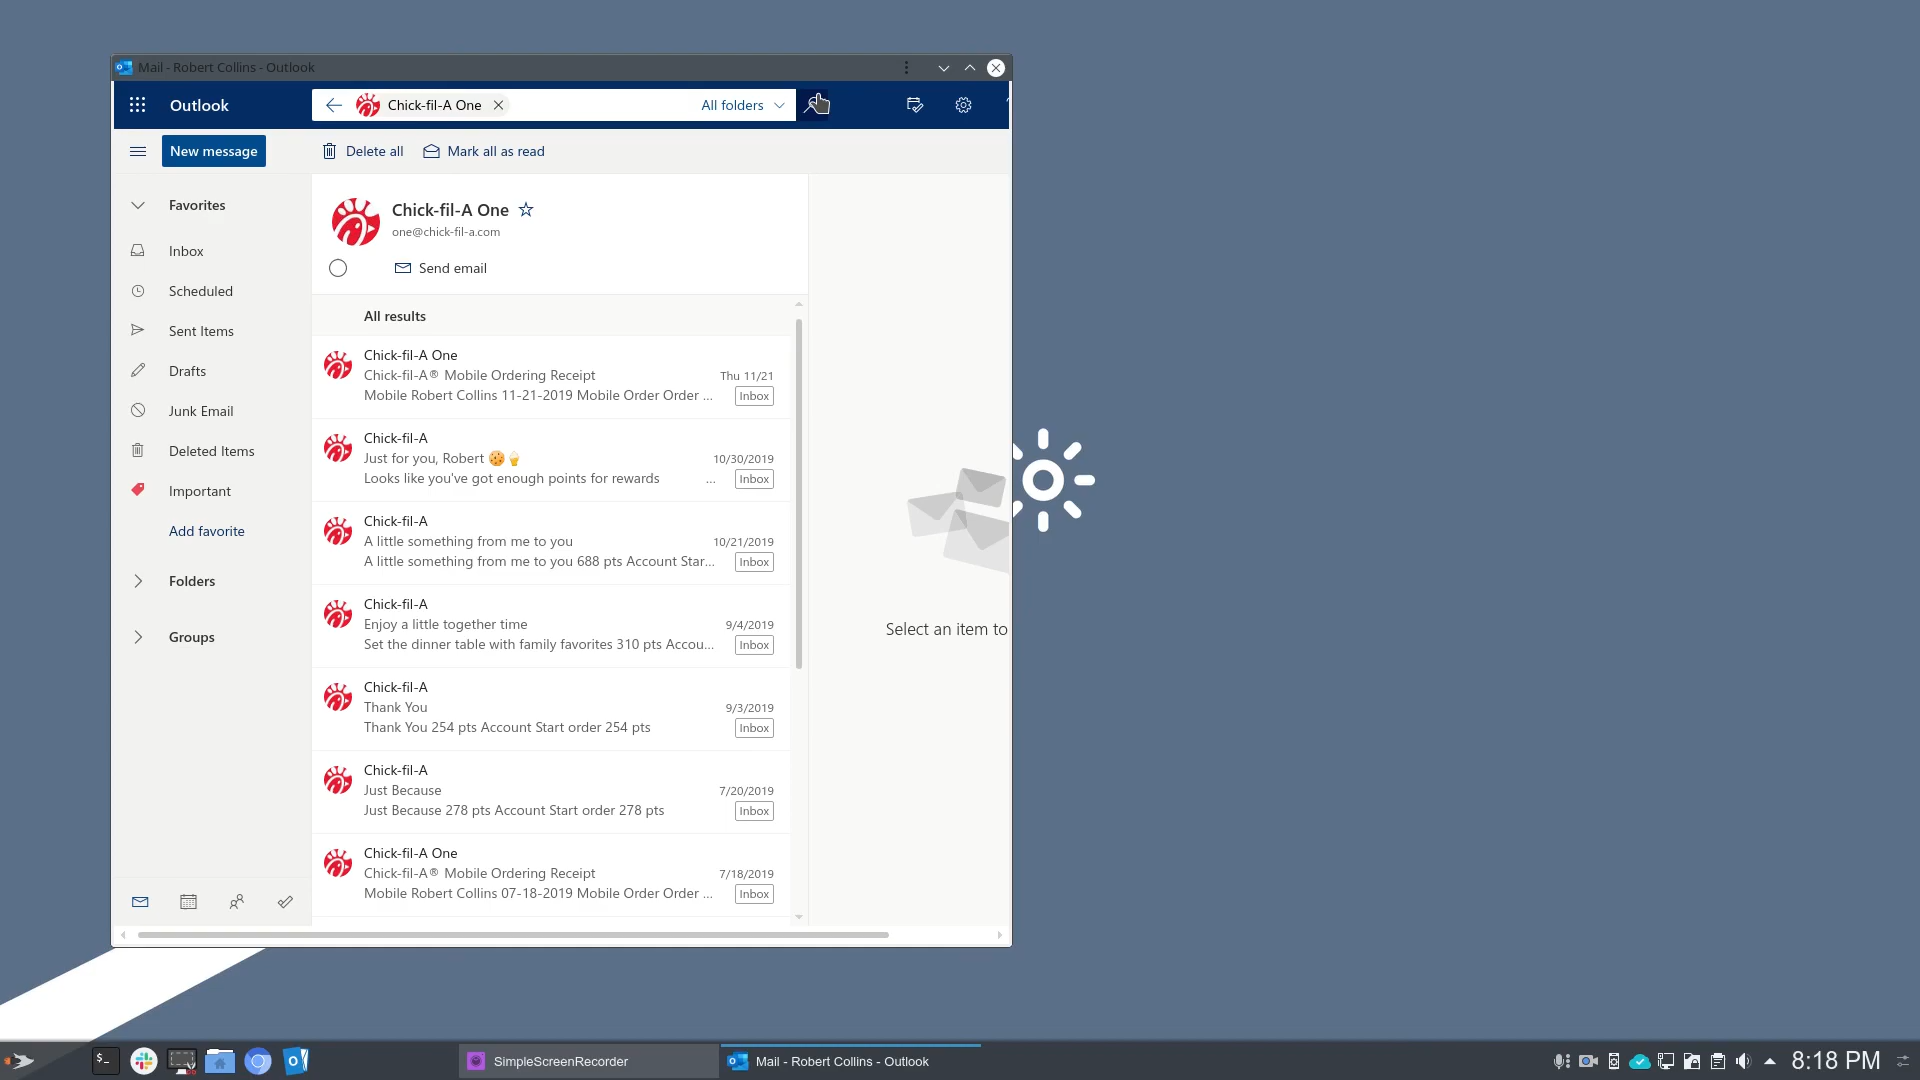 Mail - Robert Collins - Outlook
Outlook
Chick-fil-A One
All folders
New message
Delete all
Mark all as read
Favorites
Inbox
Scheduled
Sent Items
Drafts
Junk Email
Deleted Items
Important
Add favorite
Folders
Groups
Chick-fil-A One
one@chick-fil-a.com
Send email
All results
Chick-fil-A One
Chick-fil-A® Mobile Ordering Receipt Thu 11/21
Mobile Robert Collins 11-21-2019 Mobile Order Order ... Inbox
Chick-fil-A
Just for you, Robert 🍪🍦 10/30/2019
Looks like you've got enough points for rewards ... Inbox
Chick-fil-A
A little something from me to you 10/21/2019
A little something from me to you 688 pts Account Star... Inbox
Chick-fil-A
Enjoy a little together time 9/4/2019
Set the dinner table with family favorites 310 pts Accou... Inbox
Chick-fil-A
Thank You 9/3/2019
Thank You 254 pts Account Start order 254 pts Inbox
Chick-fil-A
Just Because 7/20/2019
Just Because 278 pts Account Start order 278 pts Inbox
Chick-fil-A One
Chick-fil-A® Mobile Ordering Receipt 7/18/2019
Mobile Robert Collins 07-18-2019 Mobile Order Order ... Inbox
Select an item to
SimpleScreenRecorder
Mail - Robert Collins - Outlook
8:18 PM